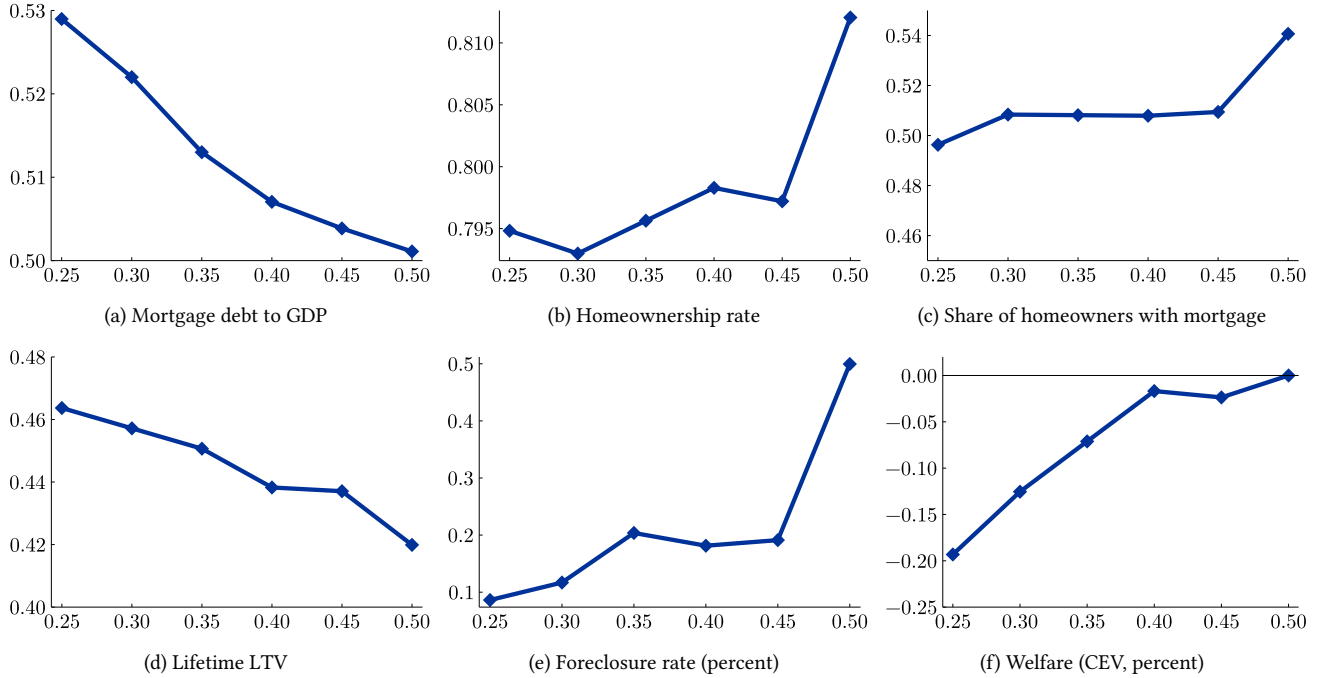 0.53
0.52
0.51
0.50
0.25 0.30 0.35 0.40 0.45 0.50
(a) Mortgage debt to GDP
0.810
0.805
0.800
0.795
0.25 0.30 0.35 0.40 0.45 0.50
(b) Homeownership rate
0.54
0.52
0.50
0.48
0.46
0.25 0.30 0.35 0.40 0.45 0.50
(c) Share of homeowners with mortgage
0.48
0.46
0.44
0.42
0.40
0.25 0.30 0.35 0.40 0.45 0.50
(d) Lifetime LTV
0.5
0.4
0.3
0.2
0.1
0.25 0.30 0.35 0.40 0.45 0.50
(e) Foreclosure rate (percent)
0.00
−0.05
−0.10
−0.15
−0.20
−0.25
0.25 0.30 0.35 0.40 0.45 0.50
(f) Welfare (CEV, percent)